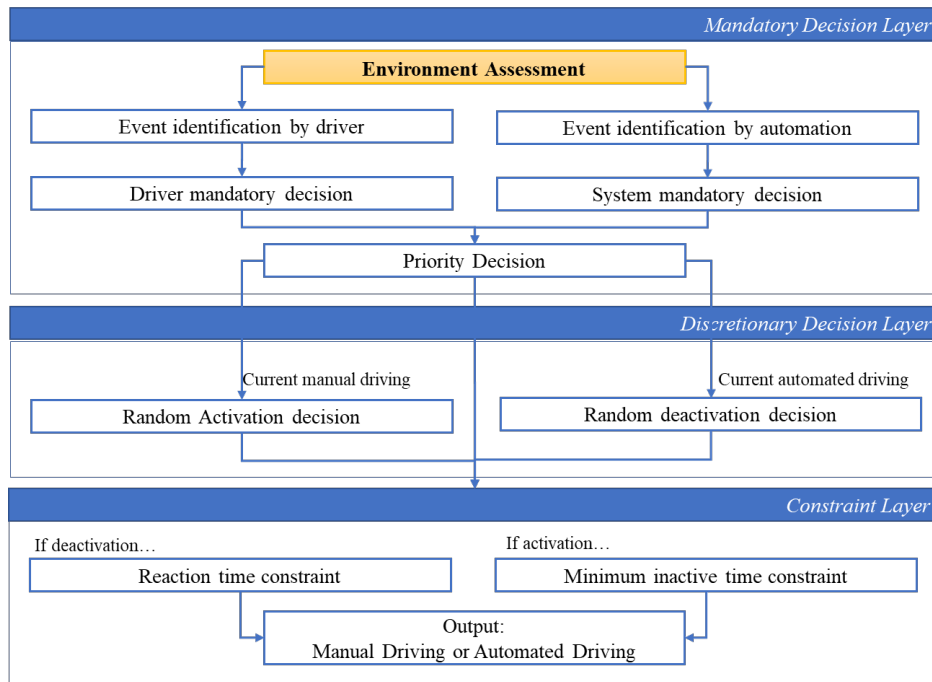 Mandatory Decision Layer
Environment Assessment
Event identification by driver
Event identification by automation
Driver mandatory decision
System mandatory decision
Priority Decision
Discretionary Decision Layer
Current manual driving
Current automated driving
Random Activation decision
Random deactivation decision
Constraint Layer
If deactivation…
If activation…
Reaction time constraint
Minimum inactive time constraint
Output:
Manual Driving or Automated Driving